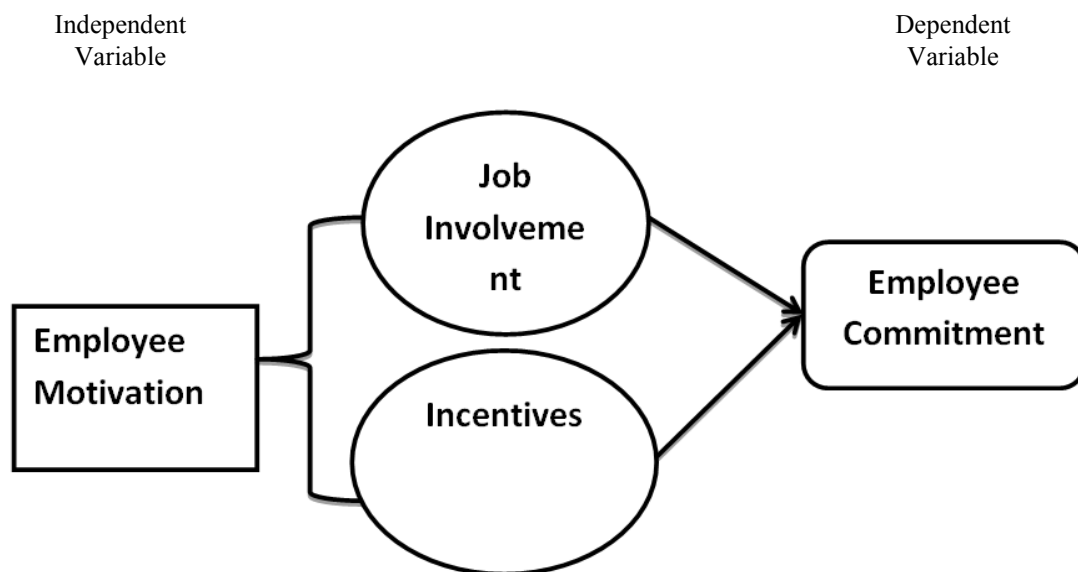 Independent
Variable
Dependent
Variable
Job
Involveme
nt
Employee
Motivation
Incentives
Employee
Commitment